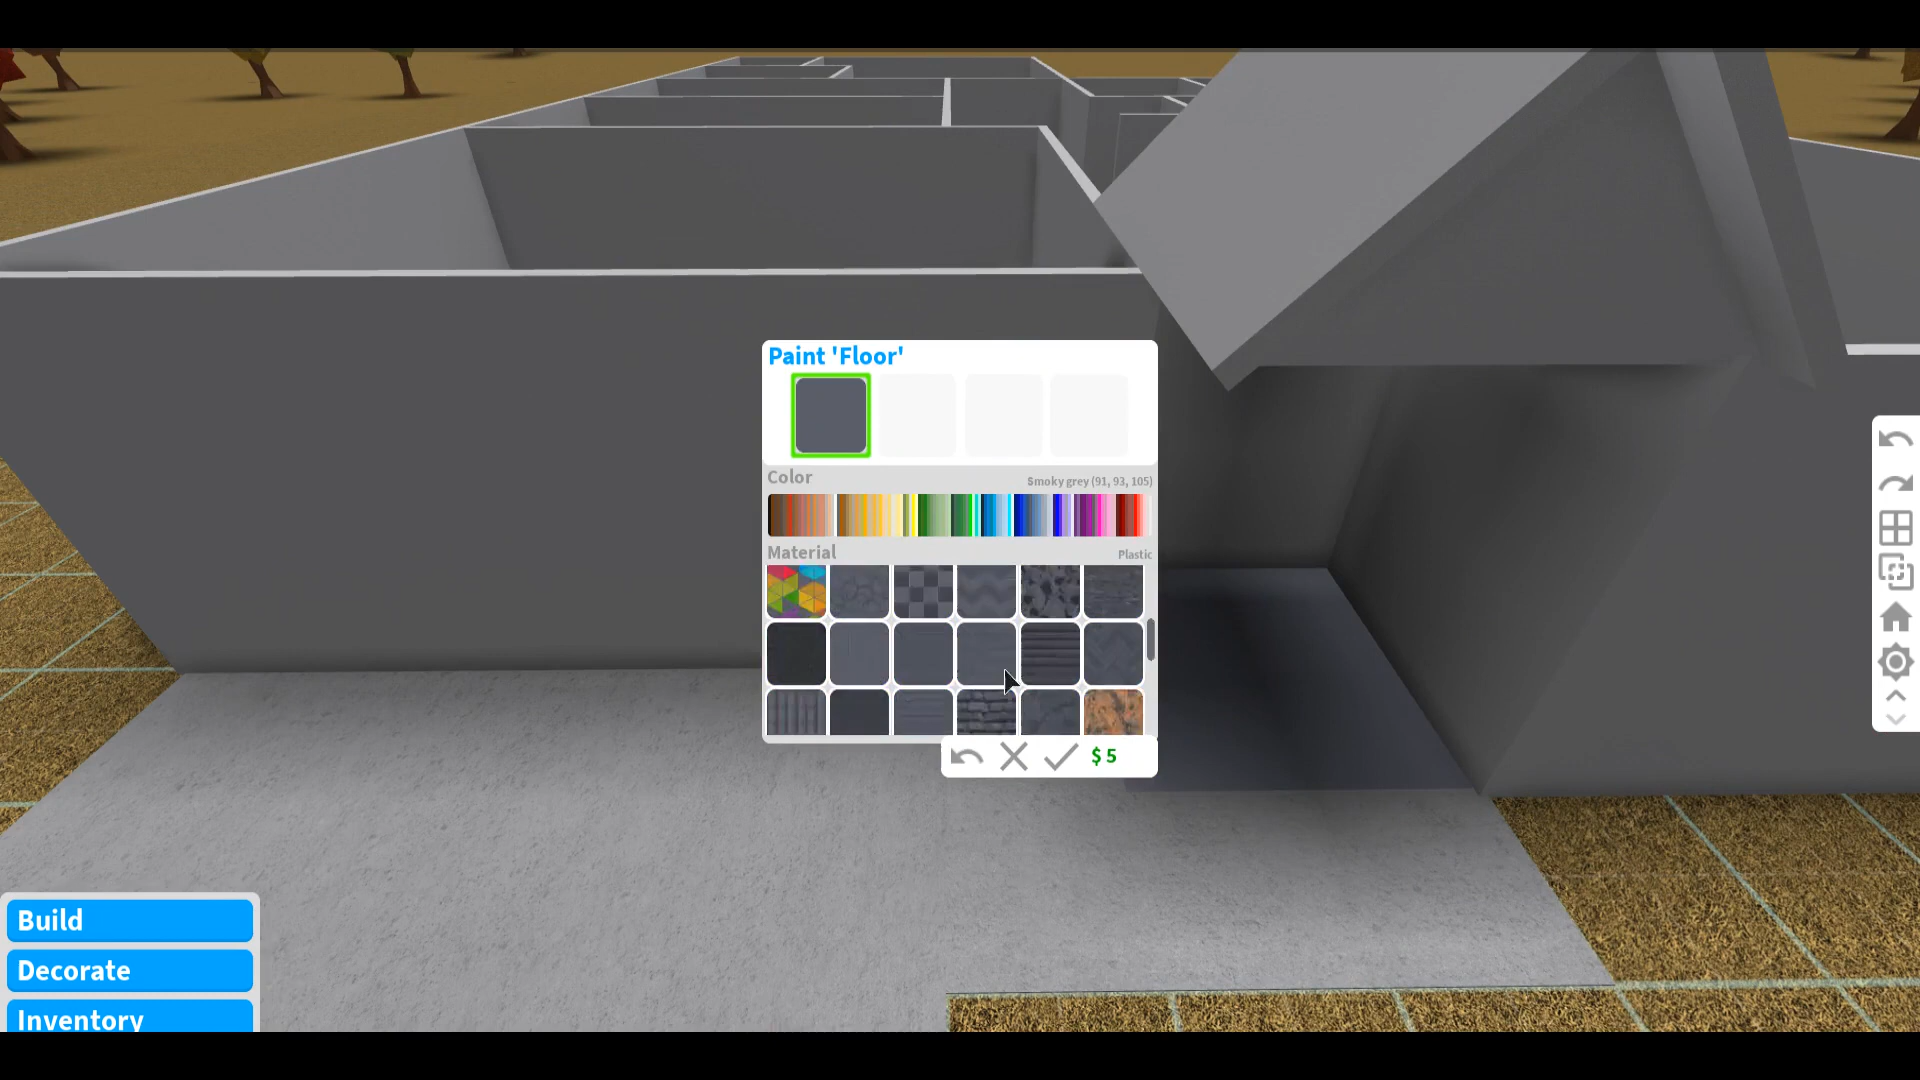 Paint 'Floor'
Color
Smoky grey (91, 93, 105)
Material
Plastic
$ 5
Build
Decorate
Inventory